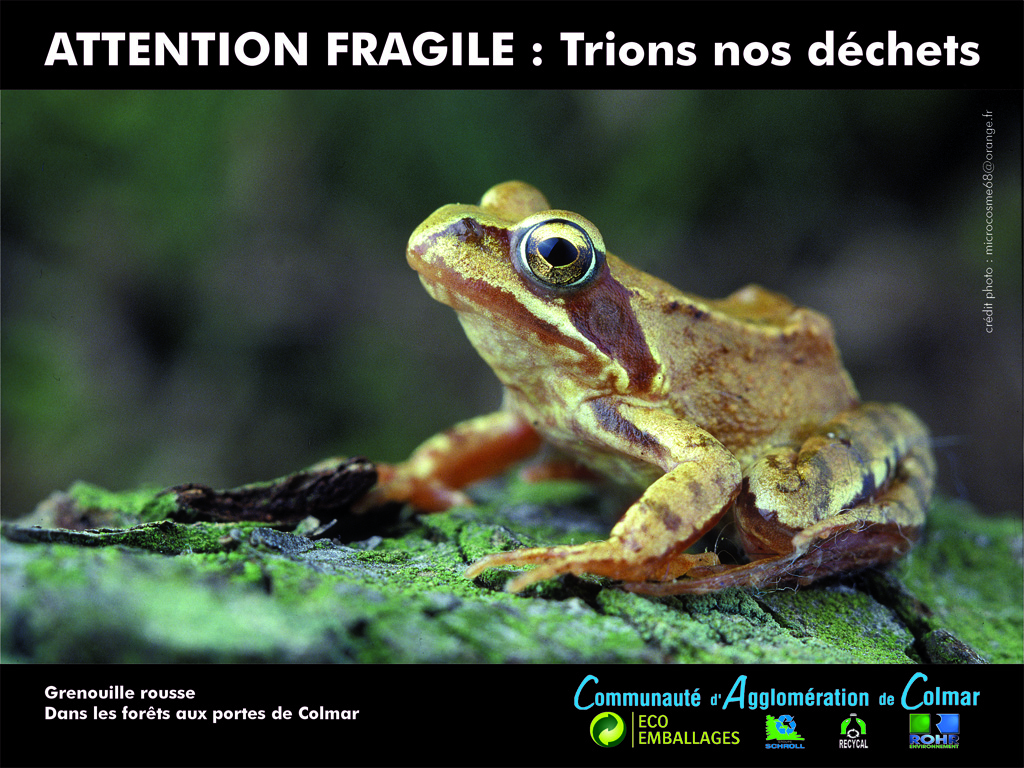 ATTENTION FRAGILE : Trions nos déchets
crédit photo : microcosme68@orange.fr
Grenouille rousse
Dans les forêts aux portes de Colmar
Communauté d'Agglomération de Colmar
ECO
EMBALLAGES
SCHROLL
RECYCAL
ROHR
ENVIRONNEMENT